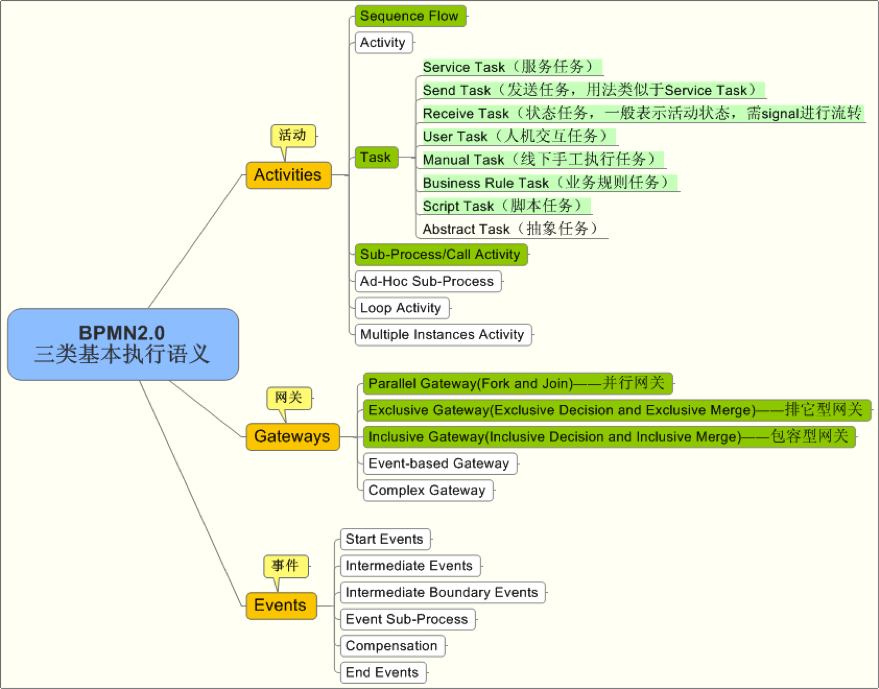 BPMN2.0
三类基本执行语义
活动
Activities
Sequence Flow
Activity
Task
Service Task（服务任务）
Send Task（发送任务，用法类似于Service Task）
Receive Task（状态任务，一般表示活动状态，需signal进行流转
User Task（人机交互任务）
Manual Task（线下手工执行任务）
Business Rule Task（业务规则任务）
Script Task（脚本任务）
Abstract Task（抽象任务）
Sub-Process/Call Activity
Ad-Hoc Sub-Process
Loop Activity
Multiple Instances Activity
网关
Gateways
Parallel Gateway(Fork and Join)——并行网关
Exclusive Gateway(Exclusive Decision and Exclusive Merge)——排它型网关
Inclusive Gateway(Inclusive Decision and Inclusive Merge)——包容型网关
Event-based Gateway
Complex Gateway
事件
Events
Start Events
Intermediate Events
Intermediate Boundary Events
Event Sub-Process
Compensation
End Events